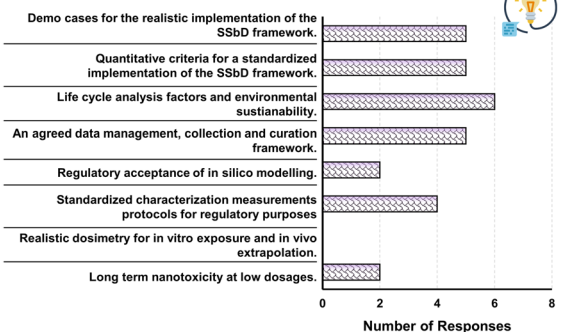 Demo cases for the realistic implementation of the
SSbD framework.
Quantitative criteria for a standardized
implementation of the SSbD framework.
Life cycle analysis factors and environmental
sustianability.
An agreed data management, collection and curation
framework.
Regulatory acceptance of in silico modelling.
Standardized characterization measurements
protocols for regulatory purposes
Realistic dosimetry for in vitro exposure and in vivo
extrapolation.
Long term nanotoxicity at low dosages.
0 2 4 6 8
Number of Responses